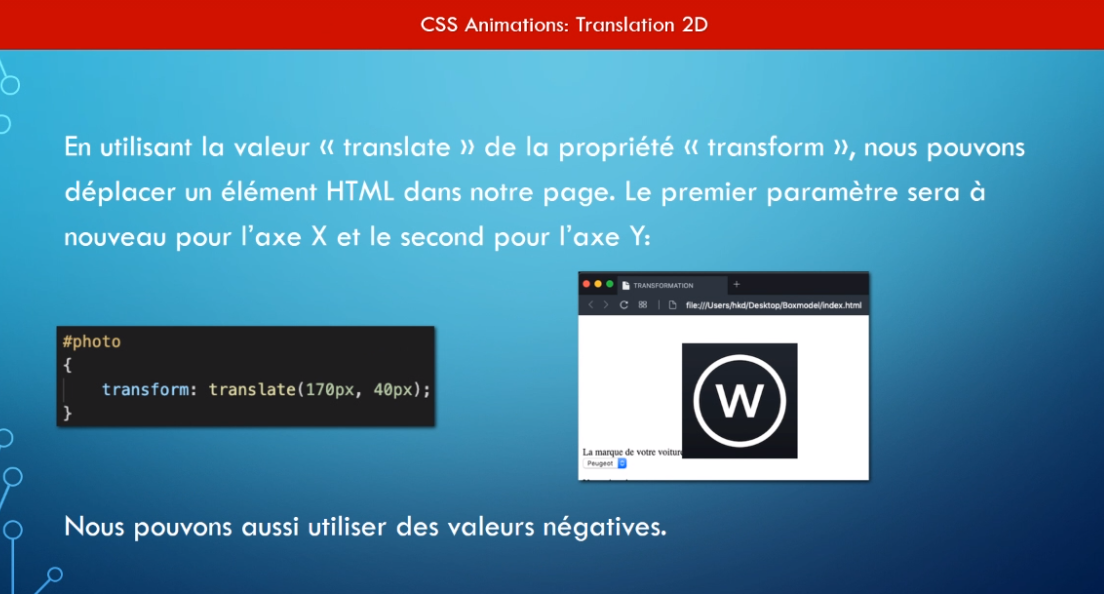 CSS Animations: Translation 2D
En utilisant la valeur « translate » de la propriété « transform », nous pouvons
déplacer un élément HTML dans notre page. Le premier paramètre sera à
nouveau pour l'axe X et le second pour l'axe Y:
#photo
{
transform: translate(170px, 40px);
}
TRANSFORMATION
file:///Users/hkd/Desktop/Boxmodel/index.html
W
La marque de votre voiture
Peugeot
Nous pouvons aussi utiliser des valeurs négatives.